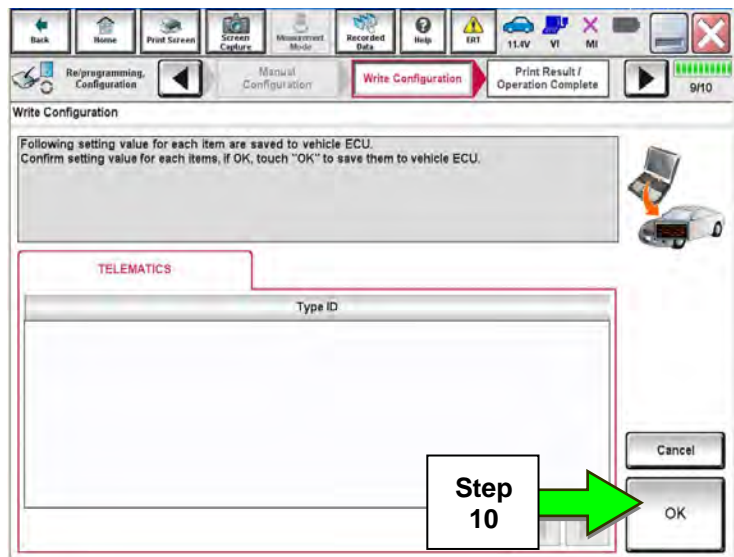 Back
Home
Print Screen
Screen
Capture
Measurement
Mode
Recorded
Data
Help
ERT
11.4V
VI
MI
Re/programming,
Configuration
Manual
Configuration
Write Configuration
Print Result /
Operation Complete
9/10
Write Configuration
Following setting value for each item are saved to vehicle ECU.
Confirm setting value for each items, if OK, touch "OK" to save them to vehicle ECU.
TELEMATICS
Type ID
Cancel
Step
10
OK